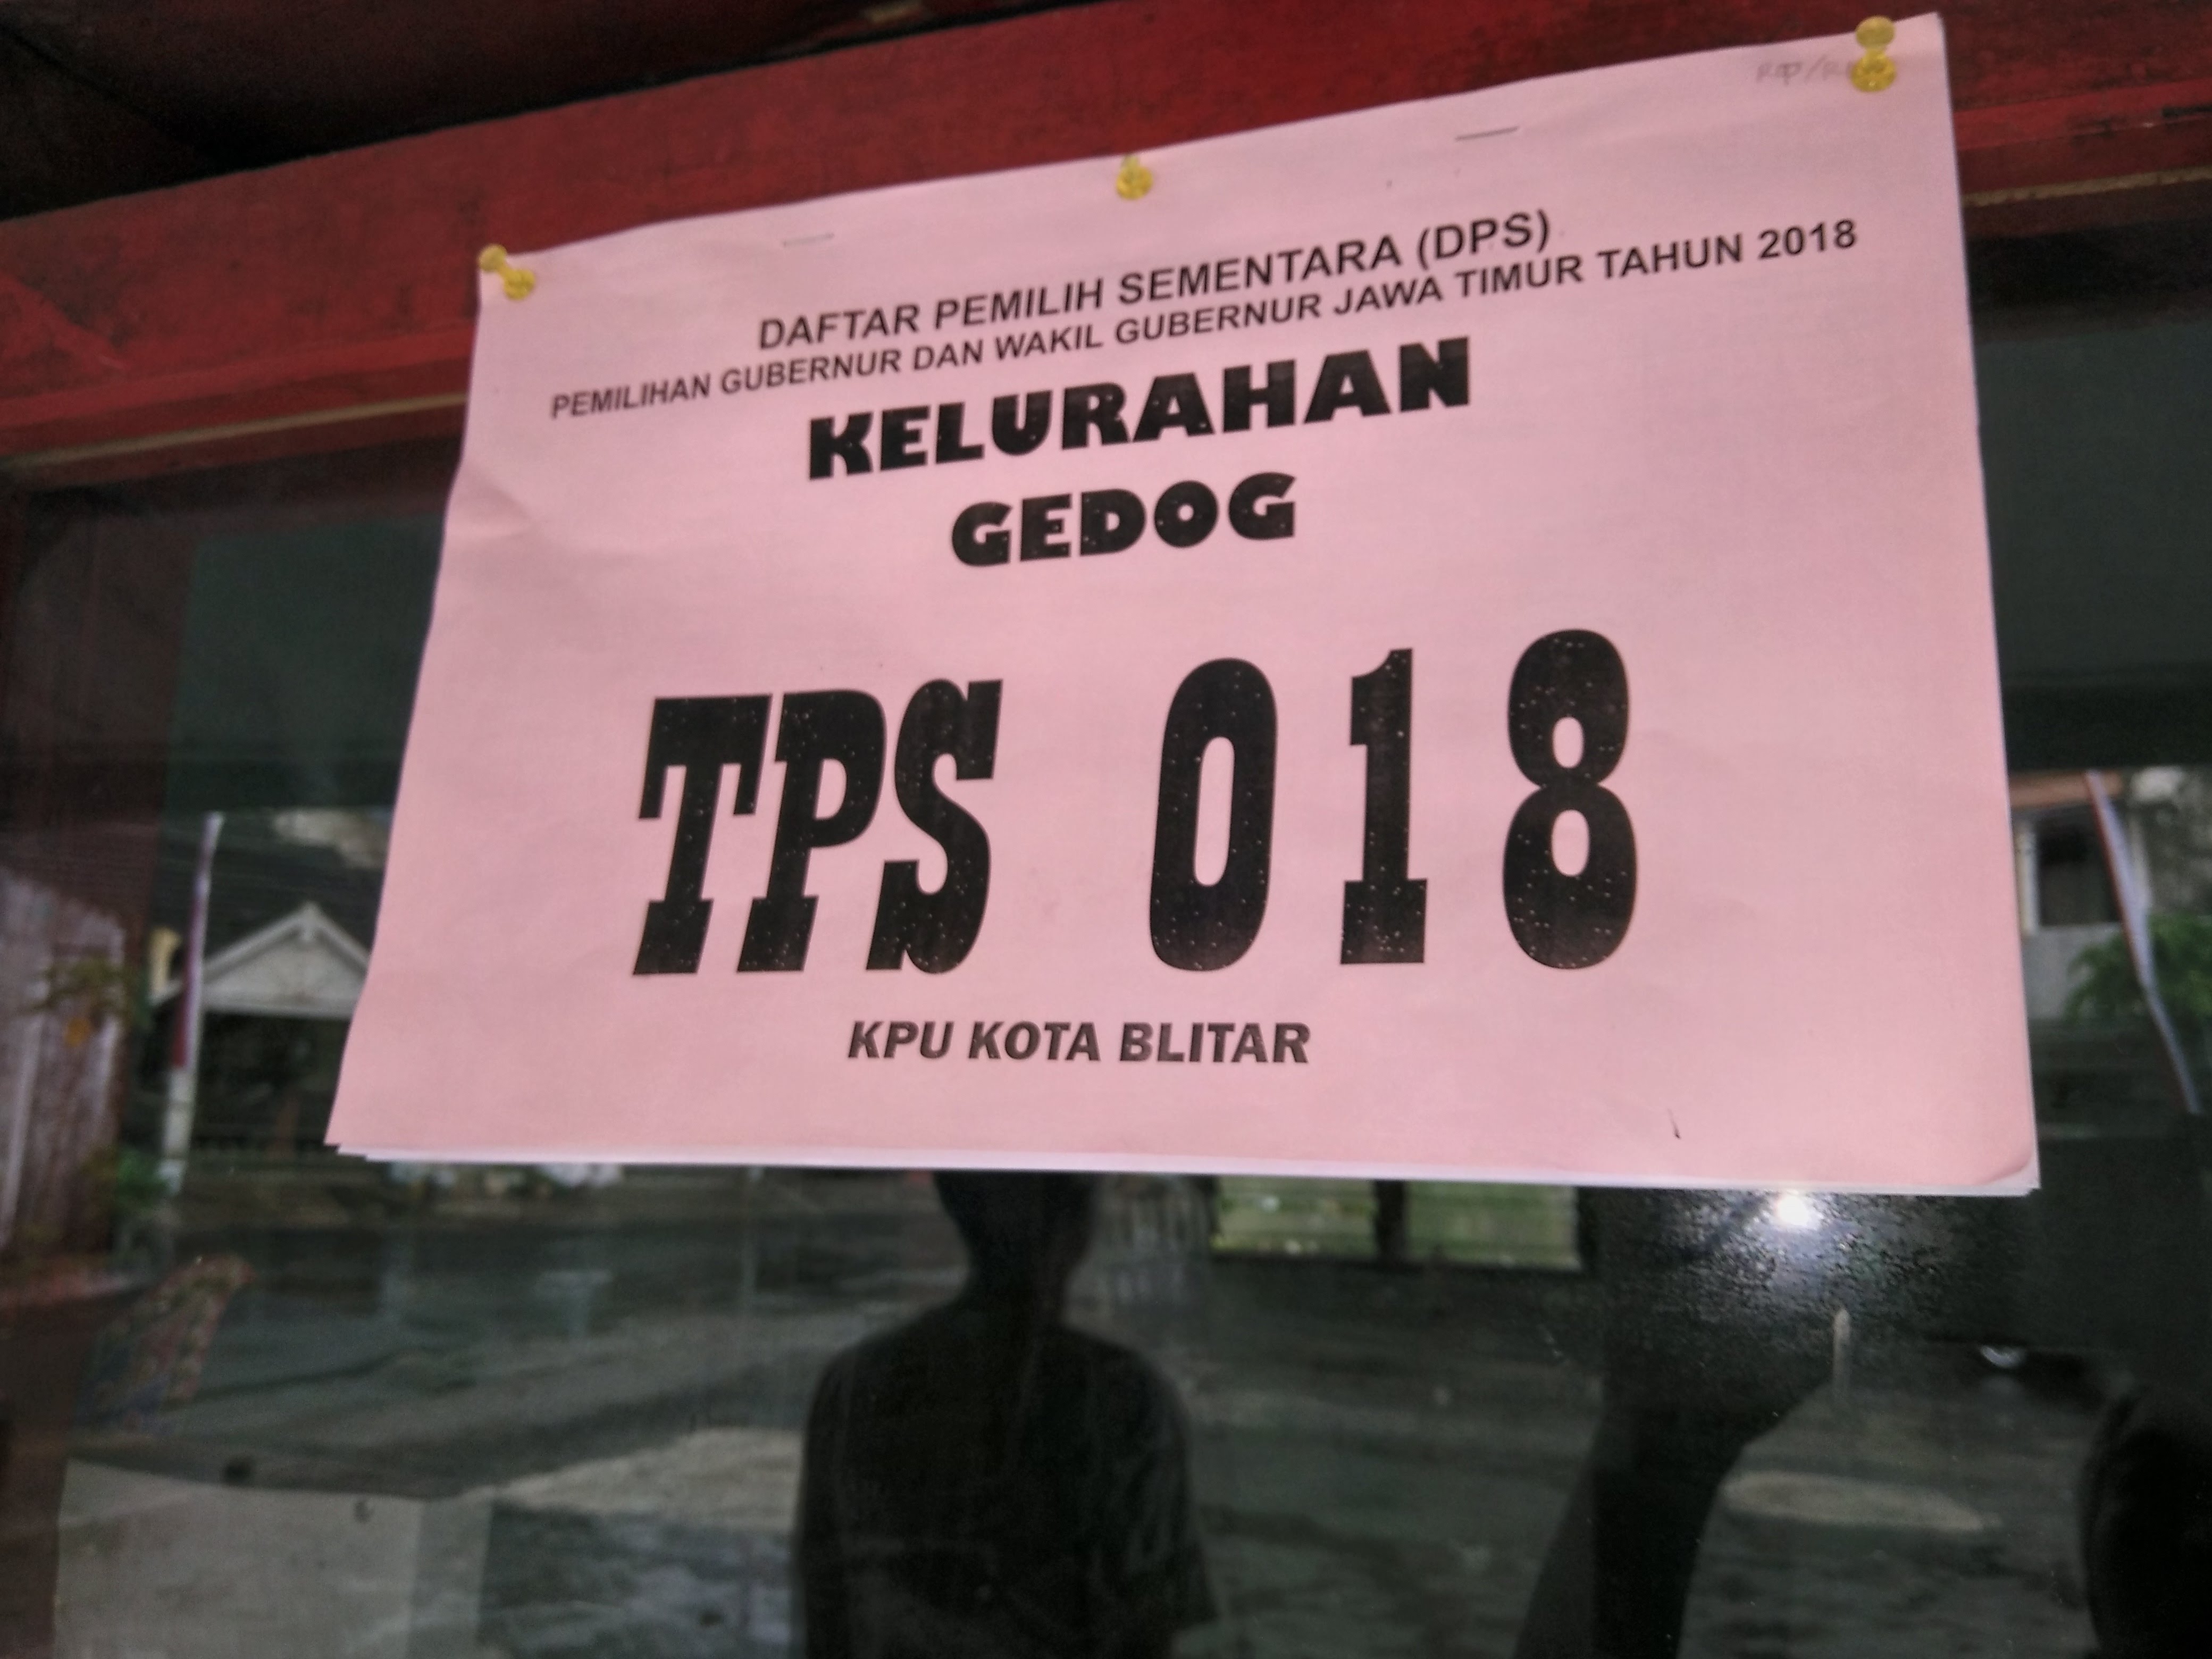 DAFTAR PEMILIH SEMENTARA (DPS)
PEMILIHAN GUBERNUR DAN WAKIL GUBERNUR JAWA TIMUR TAHUN 2018
KELURAHAN
GEDOG
TPS 018
KPU KOTA BLITAR